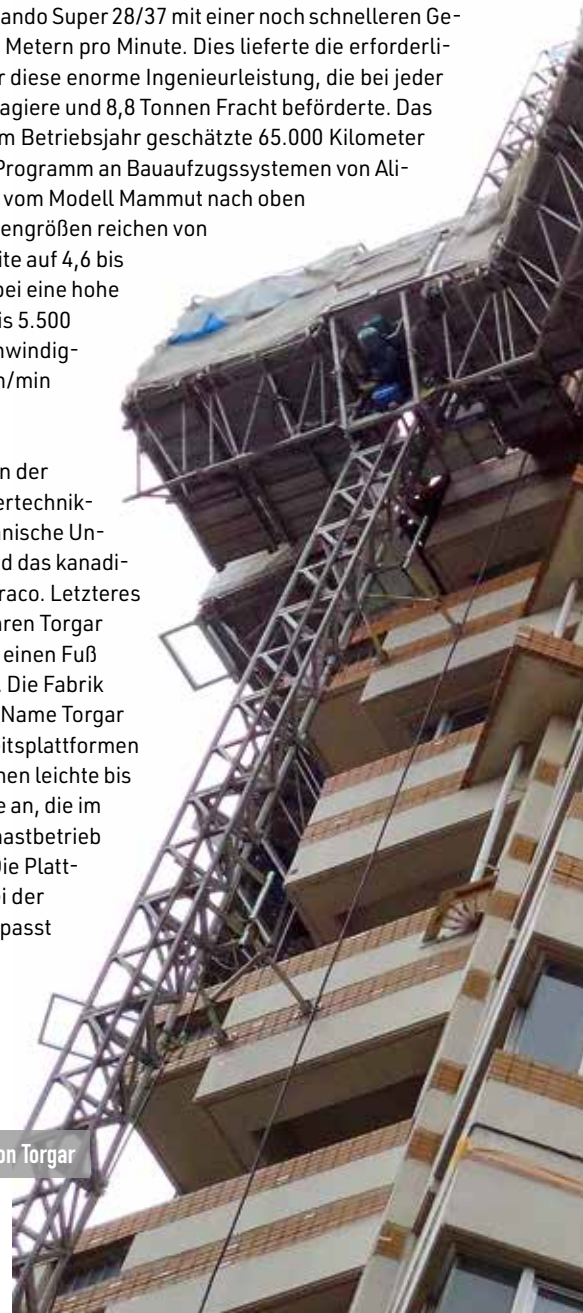 ando Super 28/37 mit einer noch schnelleren Ge-
Metern pro Minute. Dies lieferte die erforderli-
r diese enorme Ingenieurleistung, die bei jeder
agiere und 8,8 Tonnen Fracht beförderte. Das
m Betriebsjahr geschätzte 65.000 Kilometer
Programm an Bauaufzugssystemen von Ali-
vom Modell Mammut nach oben
engrößen reichen von
ite auf 4,6 bis
bei eine hohe
is 5.500
hwindig-
n/min
n der
ertechnik-
nische Un-
d das kanadi-
raco. Letzteres
aren Torgar
einen Fuß
. Die Fabrik
Name Torgar
eitsplattformen
nen leichte bis
e an, die im
mastbetrieb
Die Platt-
i der
passt
on Torgar